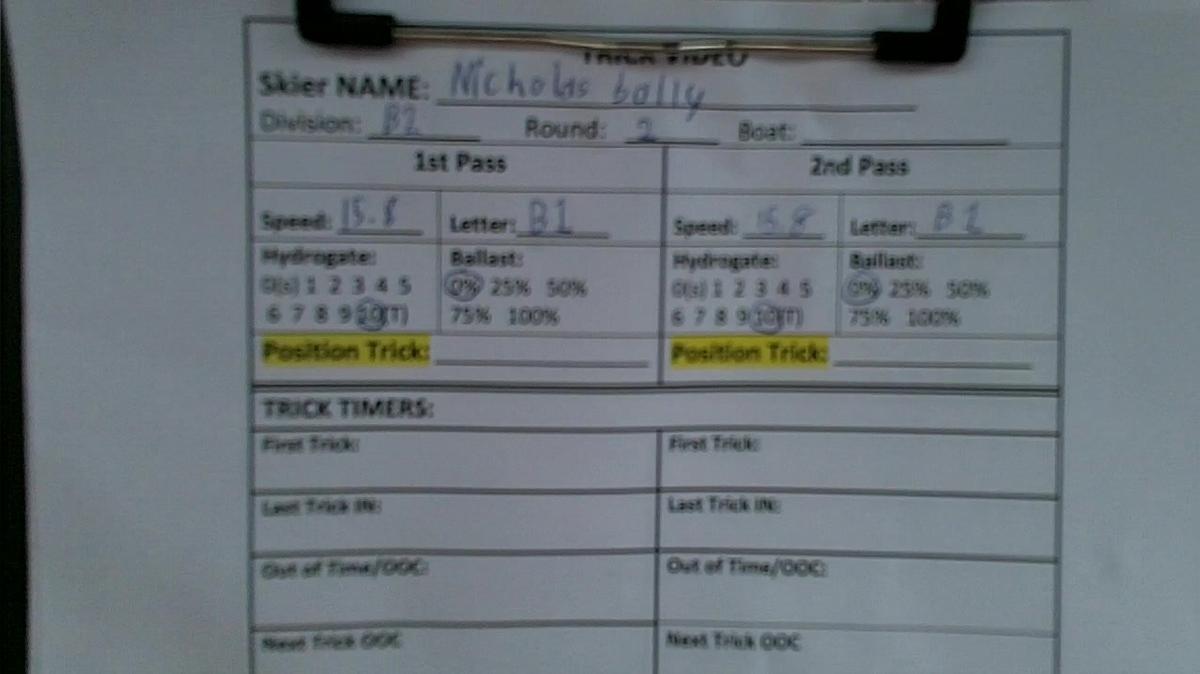 TRICK VIDEO
Skier NAME: Nicholas bally
Division: B2 Round: 2 Boat:
1st Pass 2nd Pass
Speed: 15.8 Letter: B1 Speed: 15.8 Letter: B1
Hydrogate: Ballast: Hydrogate: Ballast:
0(s) 1 2 3 4 5 0% 25% 50% 0(s) 1 2 3 4 5 0% 25% 50%
6 7 8 9 10(T) 75% 100% 6 7 8 9 10(T) 75% 100%
Position Trick: Position Trick:
TRICK TIMERS:
First Trick: First Trick:
Last Trick IN: Last Trick IN:
Out of Time/OOC: Out of Time/OOC:
Next Trick OOC Next Trick OOC